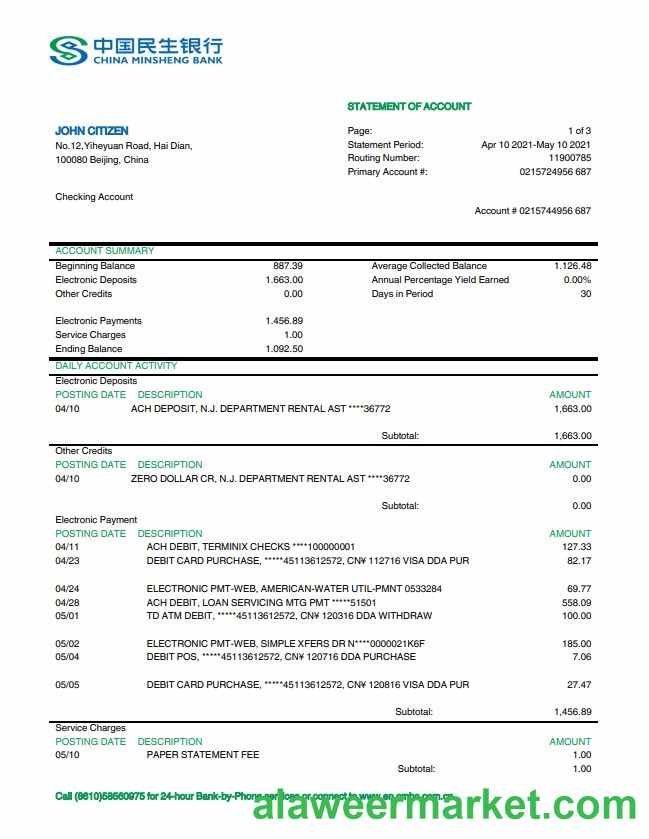 中国民生银行
CHINA MINSHENG BANK
STATEMENT OF ACCOUNT
JOHN CITIZEN
No.12,Yiheyuan Road, Hai Dian,
100080 Beijing, China
Page: 1 of 3
Statement Period: Apr 10 2021-May 10 2021
Routing Number: 11900785
Primary Account #: 0215724956 687
Checking Account
Account # 0215744956 687
ACCOUNT SUMMARY
Beginning Balance 887.39 Average Collected Balance 1.126.48
Electronic Deposits 1.663.00 Annual Percentage Yield Earned 0.00%
Other Credits 0.00 Days in Period 30
Electronic Payments 1.456.89
Service Charges 1.00
Ending Balance 1.092.50
DAILY ACCOUNT ACTIVITY
Electronic Deposits
POSTING DATE DESCRIPTION AMOUNT
04/10 ACH DEPOSIT, N.J. DEPARTMENT RENTAL AST ****36772 1,663.00
Subtotal: 1,663.00
Other Credits
POSTING DATE DESCRIPTION AMOUNT
04/10 ZERO DOLLAR CR, N.J. DEPARTMENT RENTAL AST ****36772 0.00
Subtotal: 0.00
Electronic Payment
POSTING DATE DESCRIPTION AMOUNT
04/11 ACH DEBIT, TERMINIX CHECKS ****100000001 127.33
04/23 DEBIT CARD PURCHASE, *****45113612572, CN¥ 112716 VISA DDA PUR 82.17
04/24 ELECTRONIC PMT-WEB, AMERICAN-WATER UTIL-PMNT 0533284 69.77
04/28 ACH DEBIT, LOAN SERVICING MTG PMT *****51501 558.09
05/01 TD ATM DEBIT, *****45113612572, CN¥ 120316 DDA WITHDRAW 100.00
05/02 ELECTRONIC PMT-WEB, SIMPLE XFERS DR N****0000021K6F 185.00
05/04 DEBIT POS, *****45113612572, CN¥ 120716 DDA PURCHASE 7.06
05/05 DEBIT CARD PURCHASE, *****45113612572, CN¥ 120816 VISA DDA PUR 27.47
Subtotal: 1,456.89
Service Charges
POSTING DATE DESCRIPTION AMOUNT
05/10 PAPER STATEMENT FEE 1.00
Subtotal: 1.00
Call (8610)58560975 for 24-hour Bank-by-Phone services or connect to www.en.cmbc.com.cn
alaweermarket.com